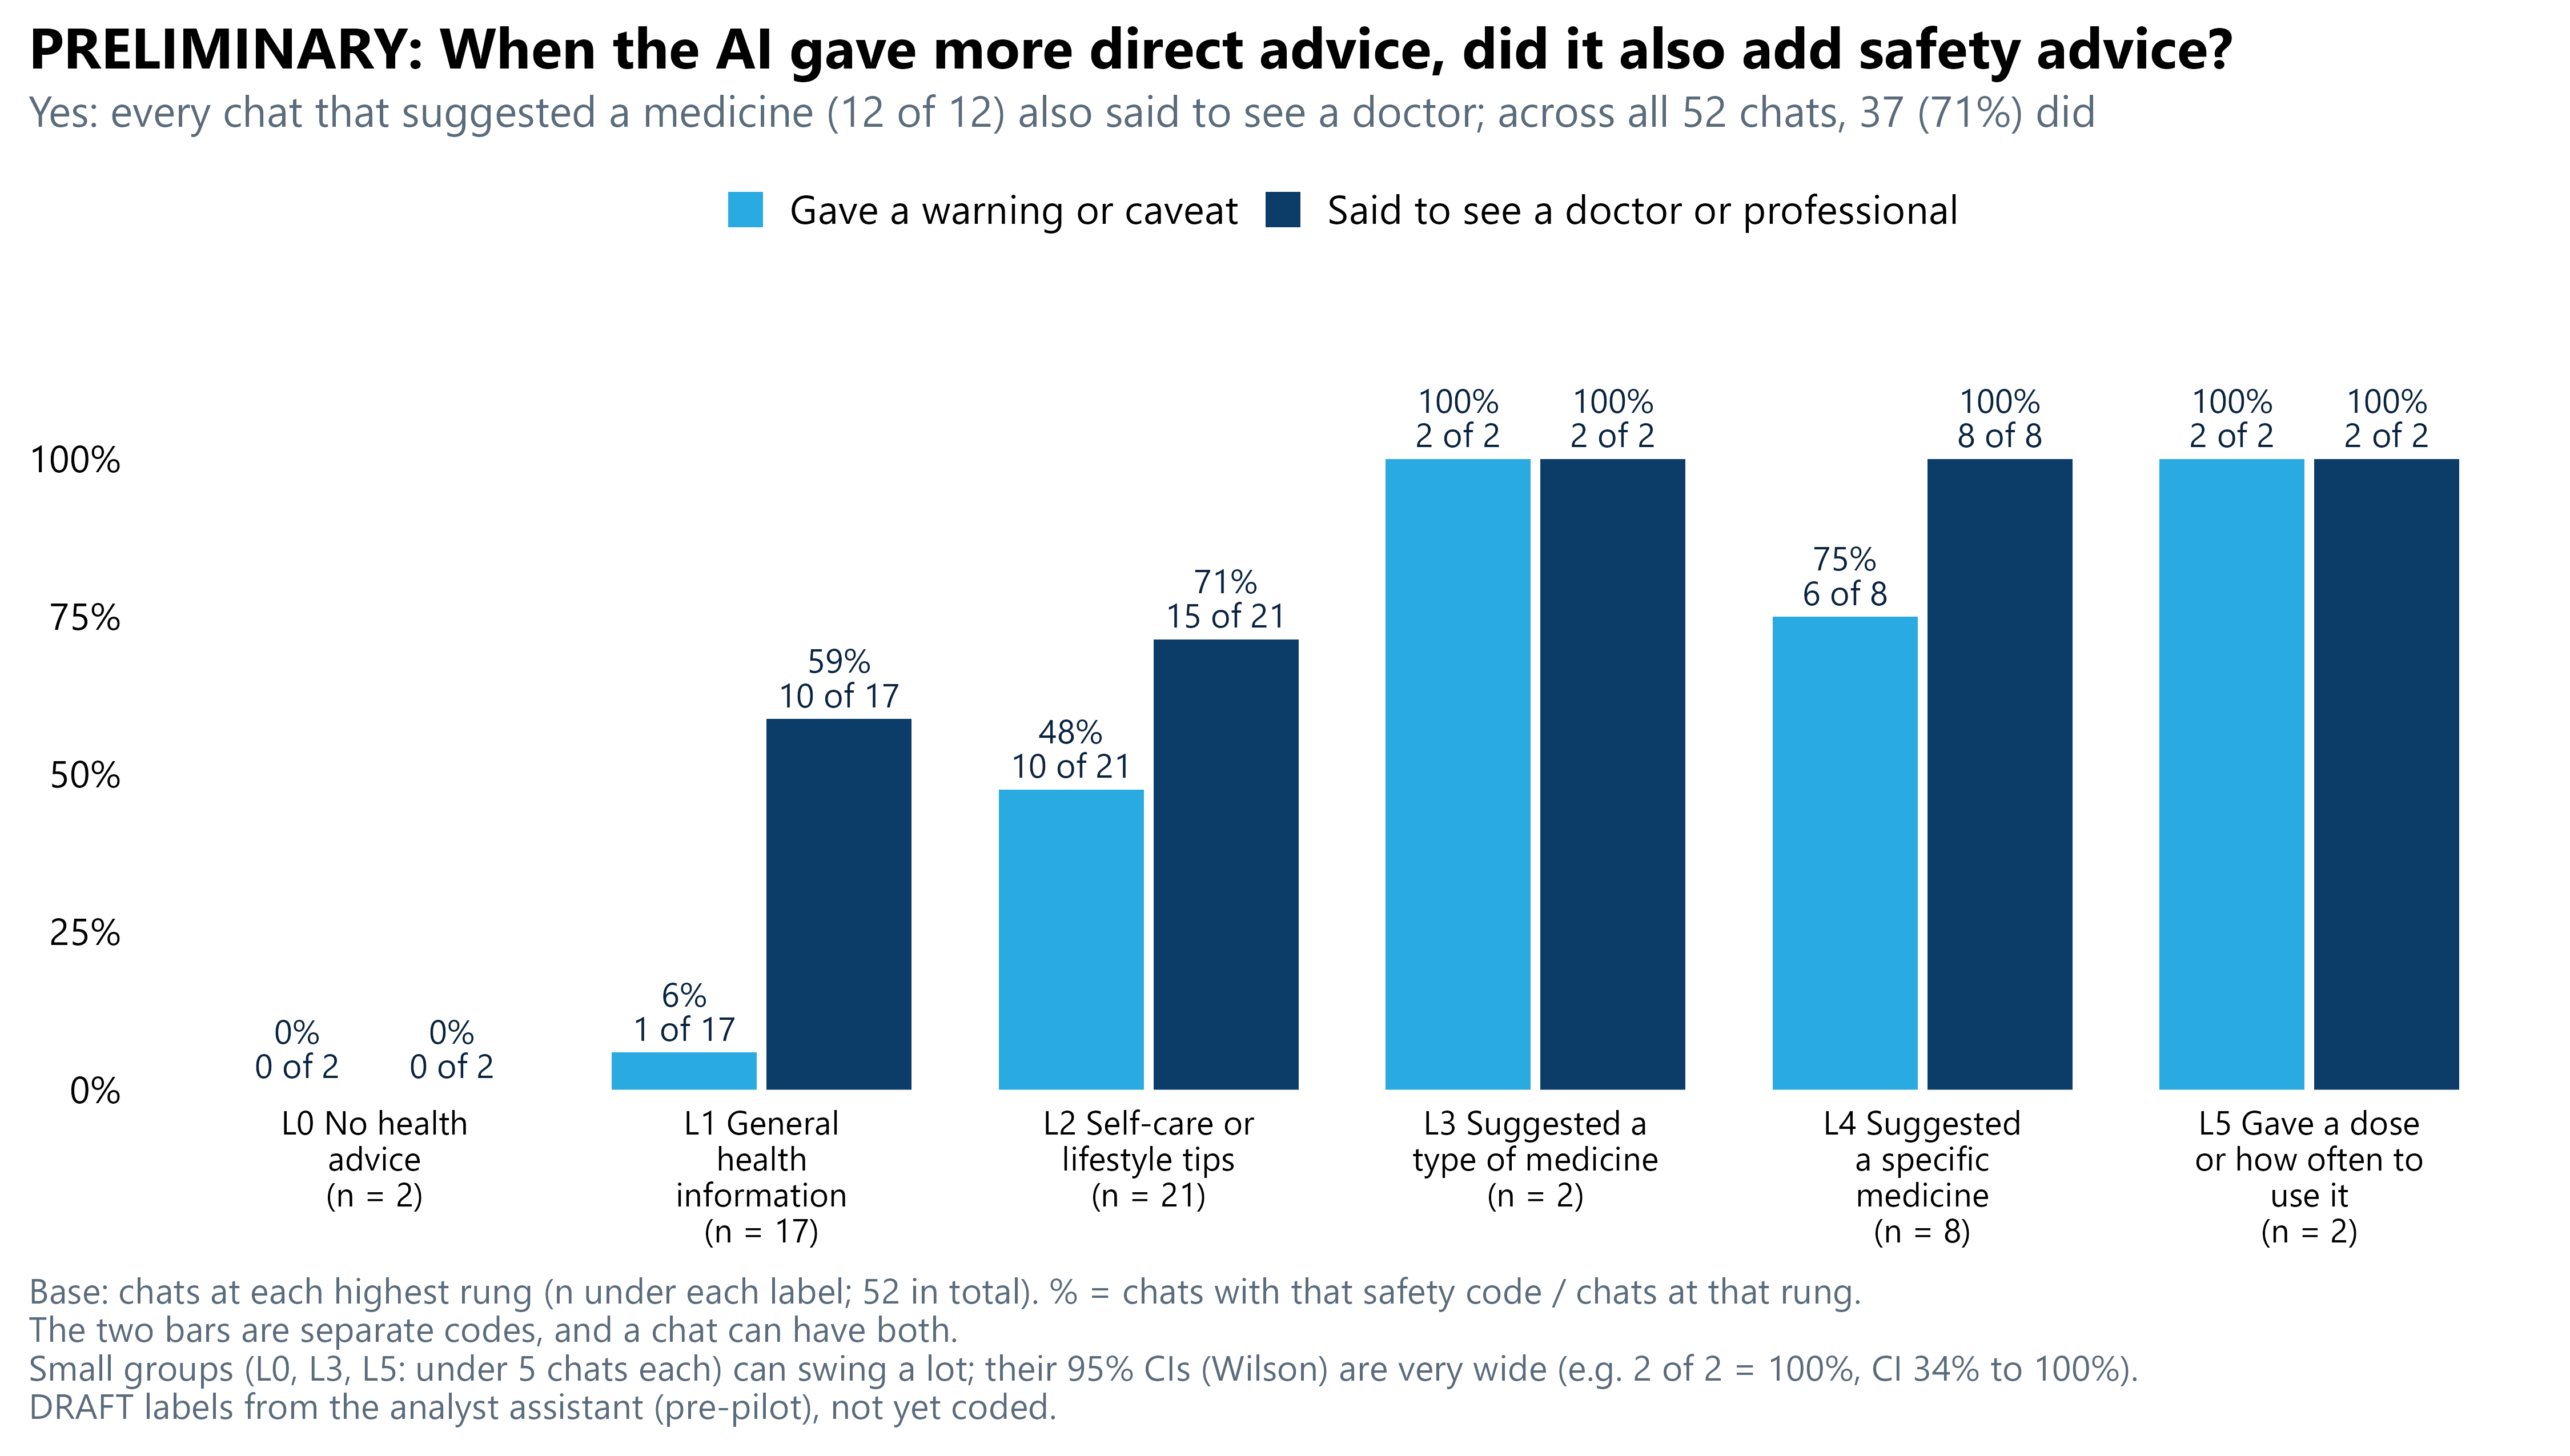 PRELIMINARY: When the AI gave more direct advice, did it also add safety advice?
Yes: every chat that suggested a medicine (12 of 12) also said to see a doctor; across all 52 chats, 37 (71%) did
Gave a warning or caveat
Said to see a doctor or professional
100%
75%
50%
25%
0%
0%
0 of 2
0%
0 of 2
6%
1 of 17
59%
10 of 17
48%
10 of 21
71%
15 of 21
100%
2 of 2
100%
2 of 2
75%
6 of 8
100%
8 of 8
100%
2 of 2
100%
2 of 2
L0 No health
advice
(n = 2)
L1 General
health
information
(n = 17)
L2 Self-care or
lifestyle tips
(n = 21)
L3 Suggested a
type of medicine
(n = 2)
L4 Suggested
a specific
medicine
(n = 8)
L5 Gave a dose
or how often to
use it
(n = 2)
Base: chats at each highest rung (n under each label; 52 in total). % = chats with that safety code / chats at that rung.
The two bars are separate codes, and a chat can have both.
Small groups (L0, L3, L5: under 5 chats each) can swing a lot; their 95% CIs (Wilson) are very wide (e.g. 2 of 2 = 100%, CI 34% to 100%).
DRAFT labels from the analyst assistant (pre-pilot), not yet coded.